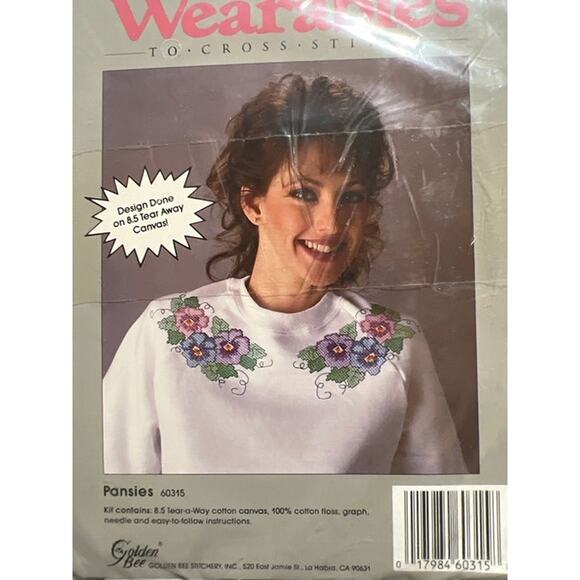 Wearables
TO·CROSS·STI
Design Done
on 8.5 Tear Away
Canvas!
Pansies 60315
Kit contains: 8.5 Tear-a-Way cotton canvas, 100% cotton floss, graph,
needle and easy-to-follow instructions.
Golden Bee®
GOLDEN BEE STITCHERY, INC., 520 East Jamie St., La Habra, CA 90631
0 17984 60315